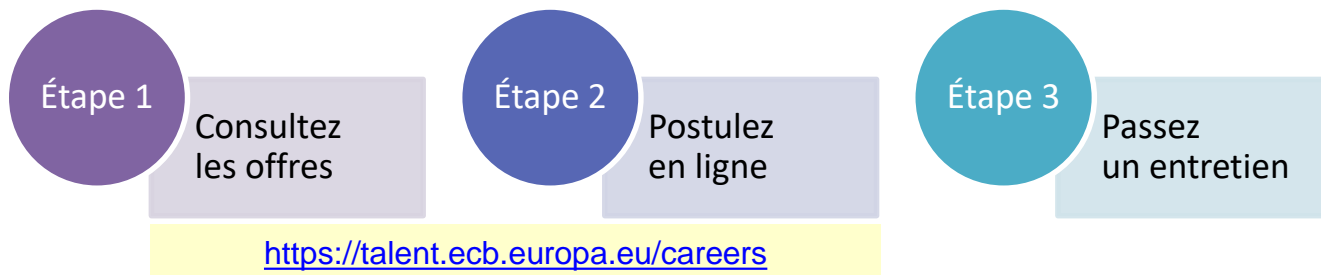 Étape 1
Consultez
les offres
Étape 2
Postulez
en ligne
Étape 3
Passez
un entretien
https://talent.ecb.europa.eu/careers